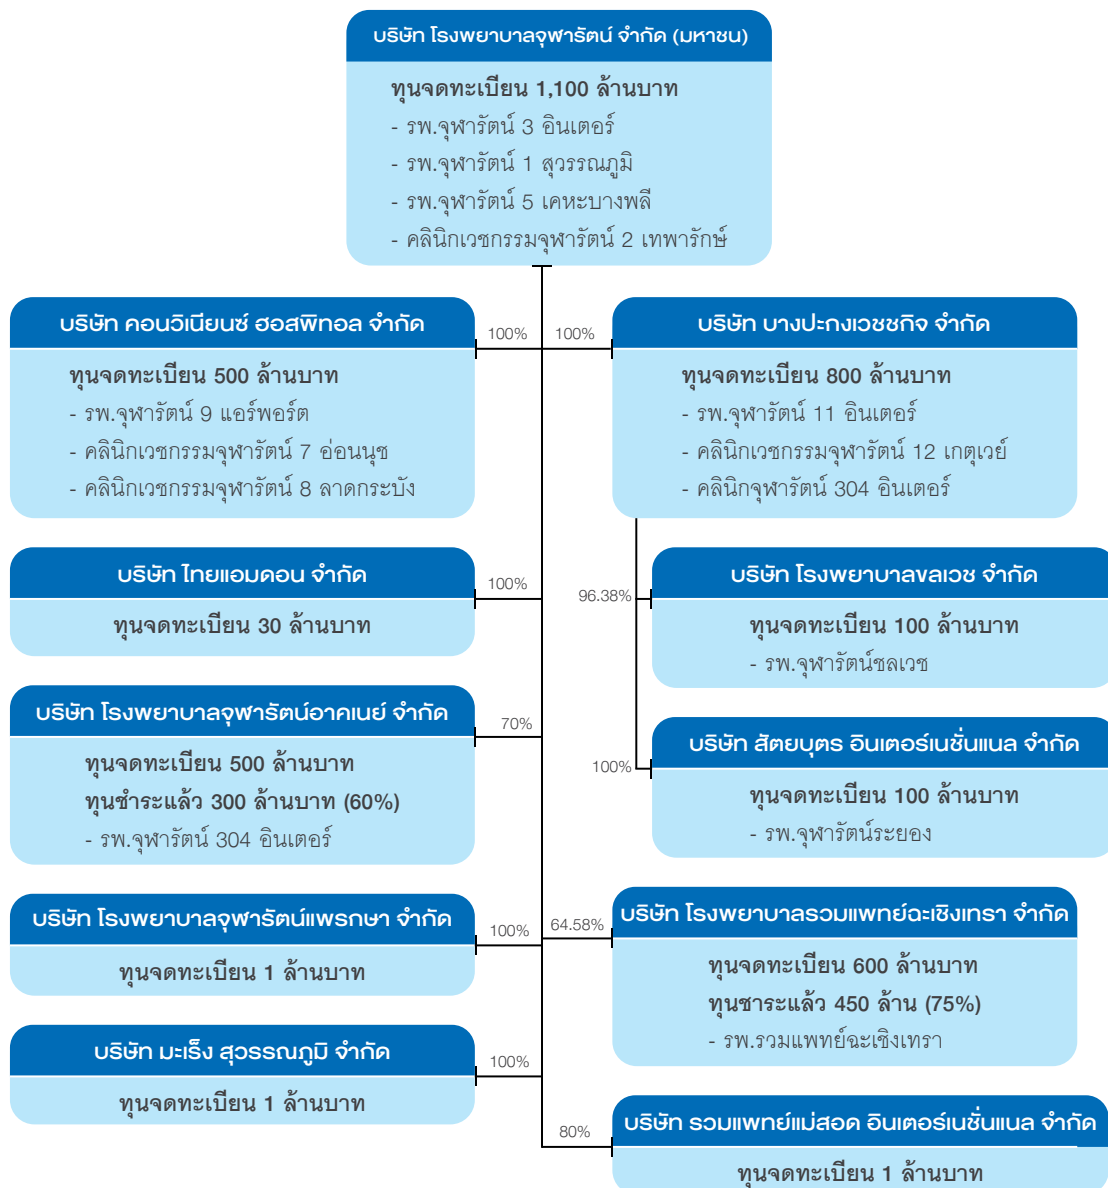 บริษัท โรงพยาบาลจุฬารัตน์ จำกัด (มหาชน)
ทุนจดทะเบียน 1,100 ล้านบาท
- รพ.จุฬารัตน์ 3 อินเตอร์
- รพ.จุฬารัตน์ 1 สุวรรณภูมิ
- รพ.จุฬารัตน์ 5 เคหะบางพลี
- คลินิกเวชกรรมจุฬารัตน์ 2 เทพารักษ์
บริษัท คอนวีเนียนซ์ ฮอสพิทอล จำกัด
100%
ทุนจดทะเบียน 500 ล้านบาท
- รพ.จุฬารัตน์ 9 แอร์พอร์ต
- คลินิกเวชกรรมจุฬารัตน์ 7 อ่อนนุช
- คลินิกเวชกรรมจุฬารัตน์ 8 ลาดกระบัง
100%
บริษัท บางปะกงเวชชกิจ จำกัด
ทุนจดทะเบียน 800 ล้านบาท
- รพ.จุฬารัตน์ 11 อินเตอร์
- คลินิกเวชกรรมจุฬารัตน์ 12 เกตุเวย์
- คลินิกจุฬารัตน์ 304 อินเตอร์
บริษัท ไทยแอมดอน จำกัด
100%
ทุนจดทะเบียน 30 ล้านบาท
96.38%
บริษัท โรงพยาบาลชลเวช จำกัด
ทุนจดทะเบียน 100 ล้านบาท
- รพ.จุฬารัตน์ชลเวช
บริษัท โรงพยาบาลจุฬารัตน์อาคเนย์ จำกัด
70%
ทุนจดทะเบียน 500 ล้านบาท
ทุนชำระแล้ว 300 ล้านบาท (60%)
- รพ.จุฬารัตน์ 304 อินเตอร์
100%
บริษัท สัตยบุตร อินเตอร์เนชั่นแนล จำกัด
ทุนจดทะเบียน 100 ล้านบาท
- รพ.จุฬารัตน์ระยอง
บริษัท โรงพยาบาลจุฬารัตน์แพรกษา จำกัด
100%
ทุนจดทะเบียน 1 ล้านบาท
64.58%
บริษัท โรงพยาบาลรวมแพทย์ฉะเชิงเทรา จำกัด
ทุนจดทะเบียน 600 ล้านบาท
ทุนชาระแล้ว 450 ล้าน (75%)
- รพ.รวมแพทย์ฉะเชิงเทรา
บริษัท มะเร็ง สุวรรณภูมิ จำกัด
100%
ทุนจดทะเบียน 1 ล้านบาท
80%
บริษัท รวมแพทย์แม่สอด อินเตอร์เนชั่นแนล จำกัด
ทุนจดทะเบียน 1 ล้านบาท